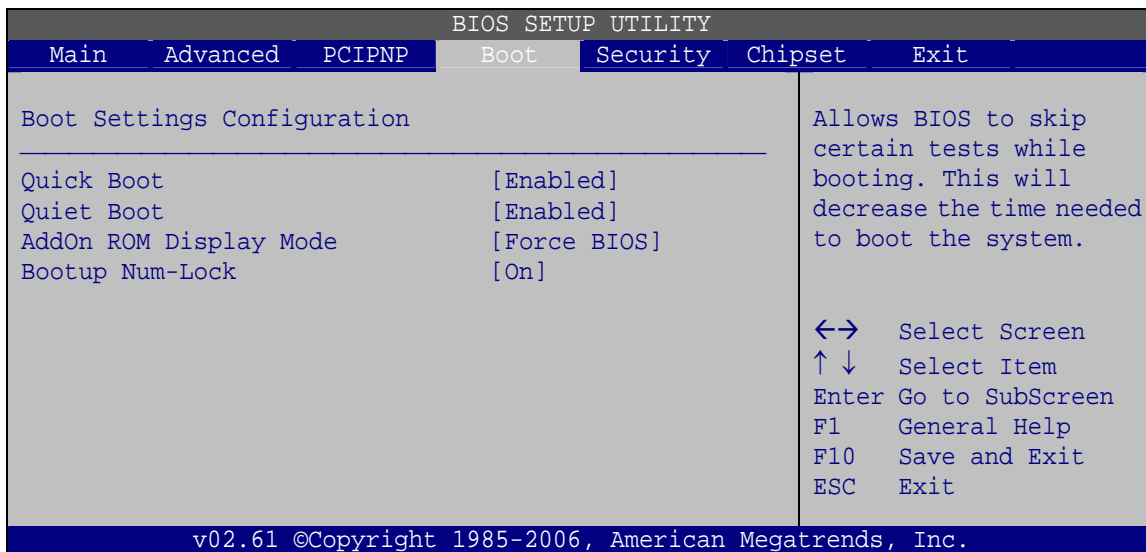 BIOS SETUP UTILITY
Main Advanced PCIPNP Boot Security Chipset Exit
Boot Settings Configuration
Quick Boot [Enabled]
Quiet Boot [Enabled]
AddOn ROM Display Mode [Force BIOS]
Bootup Num-Lock [On]
Allows BIOS to skip
certain tests while
booting. This will
decrease the time needed
to boot the system.
←→ Select Screen
↑ ↓ Select Item
Enter Go to SubScreen
F1 General Help
F10 Save and Exit
ESC Exit
v02.61 ©Copyright 1985-2006, American Megatrends, Inc.